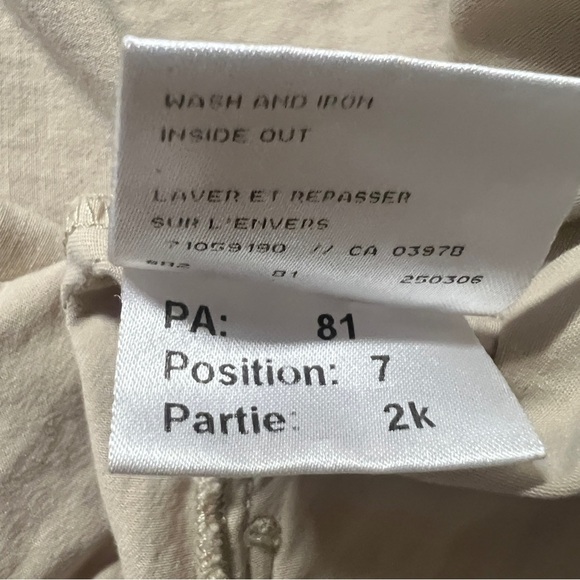 WASH AND IRON
INSIDE OUT
LAVER ET REPASSER
SUR L'ENVERS
71059190 // CA 03978
81 250306
PA: 81
Position: 7
Partie: 2k